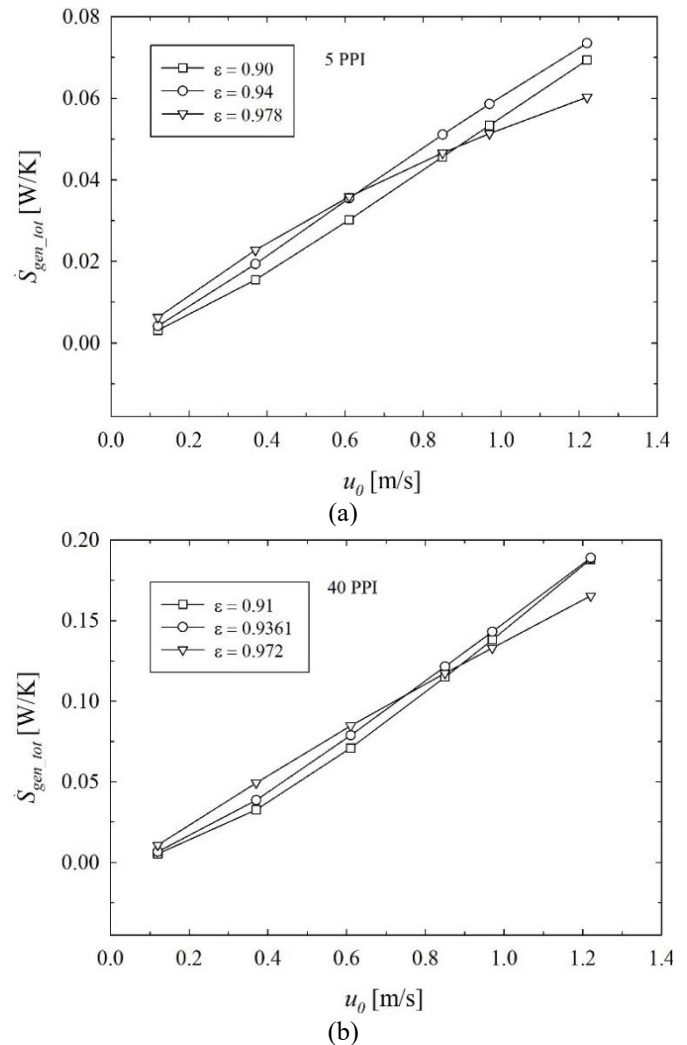 5 PPI
ε = 0.90
ε = 0.94
ε = 0.978
0.08
0.06
0.04
0.02
0.00
Ṡgen_tot [W/K]
0.0 0.2 0.4 0.6 0.8 1.0 1.2 1.4
u0 [m/s]
(a)
40 PPI
ε = 0.91
ε = 0.9361
ε = 0.972
0.20
0.15
0.10
0.05
0.00
Ṡgen_tot [W/K]
0.0 0.2 0.4 0.6 0.8 1.0 1.2 1.4
u0 [m/s]
(b)